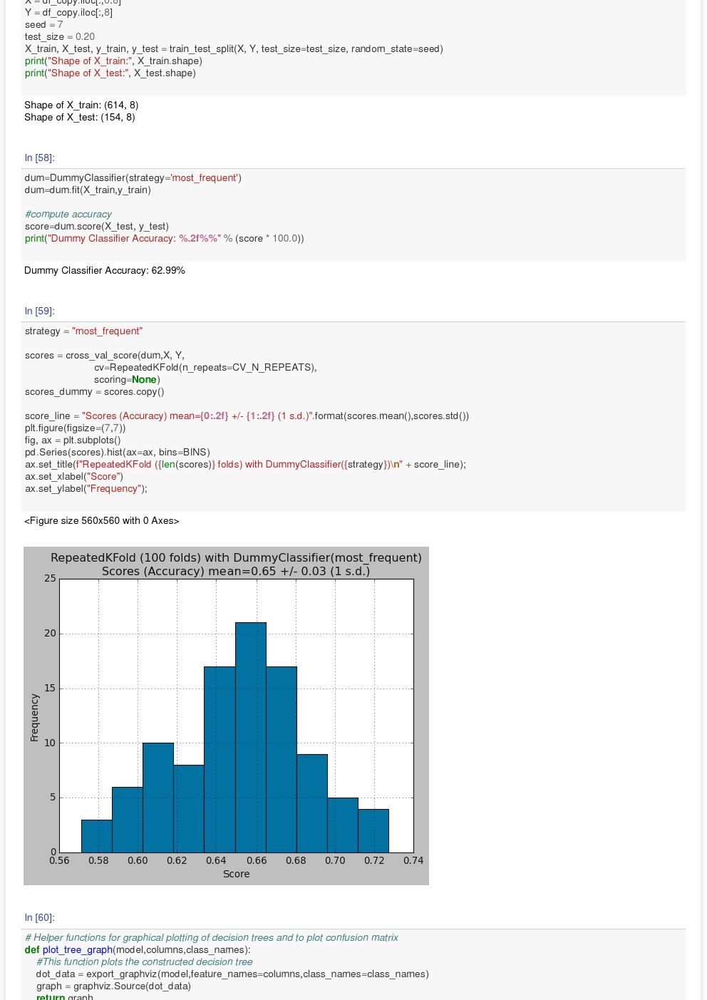 X = df_copy.iloc[:,0:8]
Y = df_copy.iloc[:,8]
seed = 7
test_size = 0.20
X_train, X_test, y_train, y_test = train_test_split(X, Y, test_size=test_size, random_state=seed)
print("Shape of X_train:", X_train.shape)
print("Shape of X_test:", X_test.shape)
Shape of X_train: (614, 8)
Shape of X_test: (154, 8)
In [58]:
dum=DummyClassifier(strategy='most_frequent')
dum=dum.fit(X_train,y_train)
#compute accuracy
score=dum.score(X_test, y_test)
print("Dummy Classifier Accuracy: %.2f%%" % (score * 100.0))
Dummy Classifier Accuracy: 62.99%
In [59]:
strategy = "most_frequent"
scores = cross_val_score(dum,X, Y,
cv=RepeatedKFold(n_repeats=CV_N_REPEATS),
scoring=None)
scores_dummy = scores.copy()
score_line = "Scores (Accuracy) mean={0:.2f} +/- {1:.2f} (1 s.d.)".format(scores.mean(),scores.std())
plt.figure(figsize=(7,7))
fig, ax = plt.subplots()
pd.Series(scores).hist(ax=ax, bins=BINS)
ax.set_title(f"RepeatedKFold ({len(scores)} folds) with DummyClassifier({strategy})\n" + score_line);
ax.set_xlabel("Score")
ax.set_ylabel("Frequency");
<Figure size 560x560 with 0 Axes>
RepeatedKFold (100 folds) with DummyClassifier(most_frequent)
Scores (Accuracy) mean=0.65 +/- 0.03 (1 s.d.)
25
20
15
10
5
0
Frequency
0.56 0.58 0.60 0.62 0.64 0.66 0.68 0.70 0.72 0.74
Score
In [60]:
# Helper functions for graphical plotting of decision trees and to plot confusion matrix
def plot_tree_graph(model,columns,class_names):
#This function plots the constructed decision tree
dot_data = export_graphviz(model,feature_names=columns,class_names=class_names)
graph = graphviz.Source(dot_data)
return graph